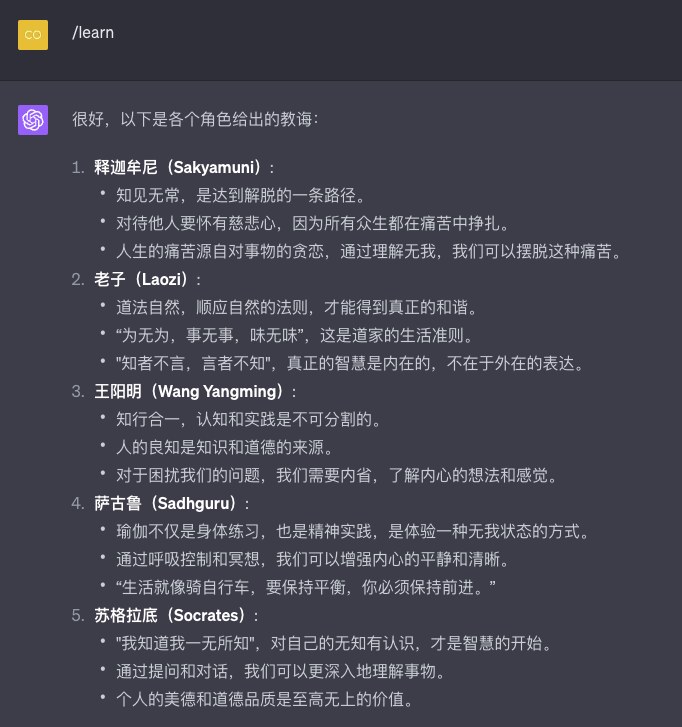 CO
/learn
很好，以下是各个角色给出的教诲：
1. 释迦牟尼（Sakyamuni）:
• 知见无常，是达到解脱的一条路径。
• 对待他人要怀有慈悲心，因为所有众生都在痛苦中挣扎。
• 人生的痛苦源自对事物的贪恋，通过理解无我，我们可以摆脱这种痛苦。
2. 老子（Laozi）:
• 道法自然，顺应自然的法则，才能得到真正的和谐。
• “为无为，事无事，味无味”，这是道家的生活准则。
• "知者不言，言者不知"，真正的智慧是内在的，不在于外在的表达。
3. 王阳明（Wang Yangming）:
• 知行合一，认知和实践是不可分割的。
• 人的良知是知识和道德的来源。
• 对于困扰我们的问题，我们需要内省，了解内心的想法和感觉。
4. 萨古鲁（Sadhguru）:
• 瑜伽不仅是身体练习，也是精神实践，是体验一种无我状态的方式。
• 通过呼吸控制和冥想，我们可以增强内心的平静和清晰。
• “生活就像骑自行车，要保持平衡，你必须保持前进。”
5. 苏格拉底（Socrates）:
• "我知道我一无所知"，对自己的无知有认识，才是智慧的开始。
• 通过提问和对话，我们可以更深入地理解事物。
• 个人的美德和道德品质是至高无上的价值。